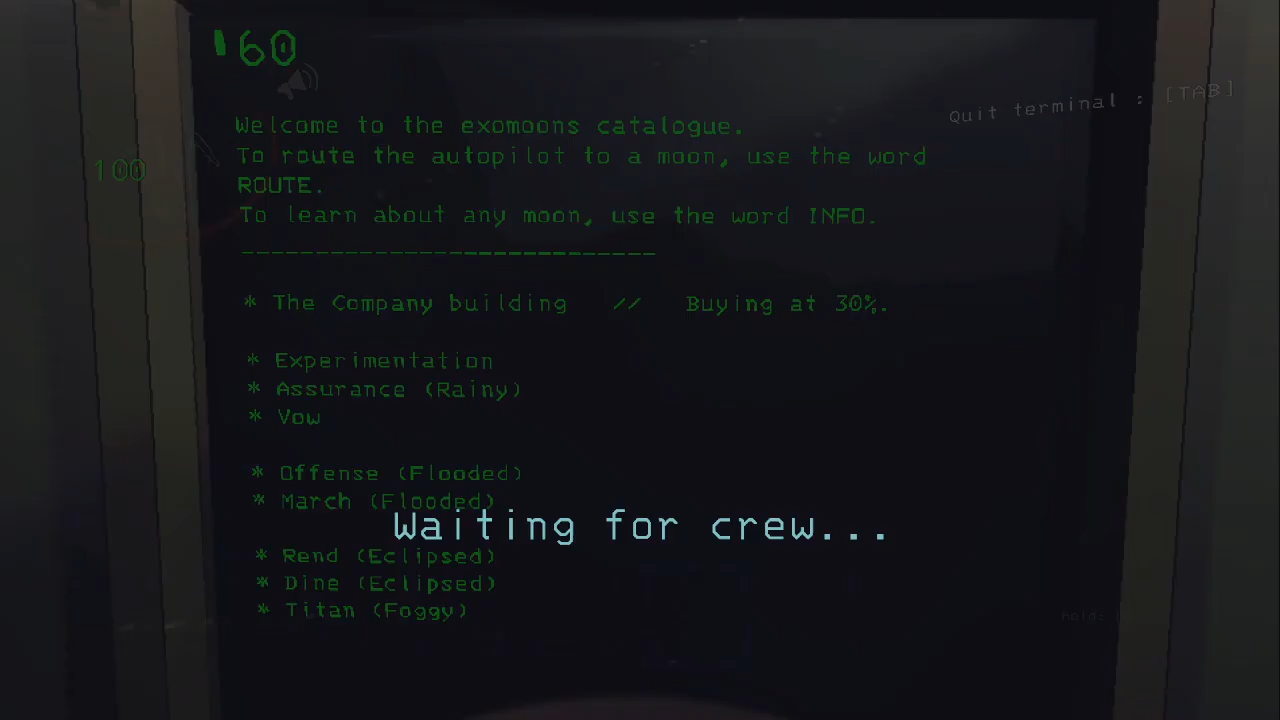 ▮60
Quit terminal : [TAB]
100
Welcome to the exomoons catalogue.
To route the autopilot to a moon, use the word
ROUTE.
To learn about any moon, use the word INFO.
----------------------------
* The Company building // Buying at 30%.
* Experimentation
* Assurance (Rainy)
* Vow
* Offense (Flooded)
* March (Flooded)
Waiting for crew...
* Rend (Eclipsed)
* Dine (Eclipsed)
* Titan (Foggy)